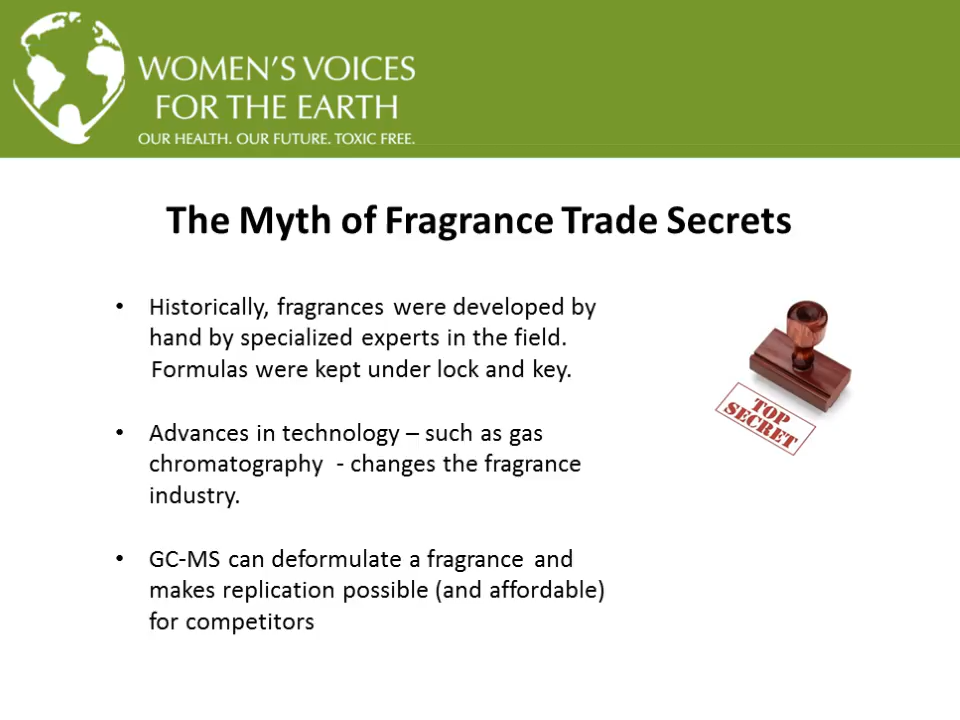 WOMEN'S VOICES
FOR THE EARTH
OUR HEALTH. OUR FUTURE. TOXIC FREE.
The Myth of Fragrance Trade Secrets
• Historically, fragrances were developed by
hand by specialized experts in the field.
Formulas were kept under lock and key.
• Advances in technology – such as gas
chromatography - changes the fragrance
industry.
• GC-MS can deformulate a fragrance and
makes replication possible (and affordable)
for competitors
TOP
SECRET